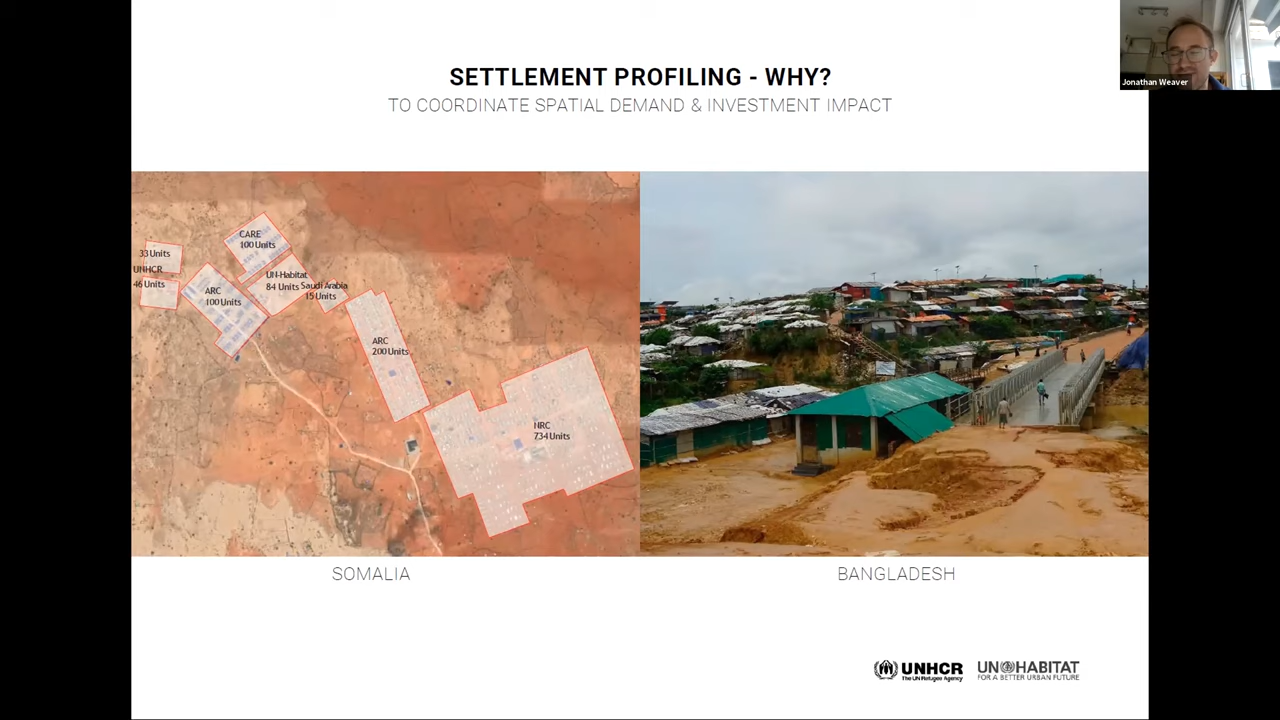 Jonathan Weaver
SETTLEMENT PROFILING - WHY?
TO COORDINATE SPATIAL DEMAND & INVESTMENT IMPACT
CARE
100 Units
33 Units
UNHCR
46 Units
ARC
100 Units
UN-Habitat
84 Units
Saudi Arabia
15 Units
ARC
200 Units
NRC
734 Units
SOMALIA
BANGLADESH
UNHCR
The UN Refugee Agency
UN HABITAT
FOR A BETTER URBAN FUTURE